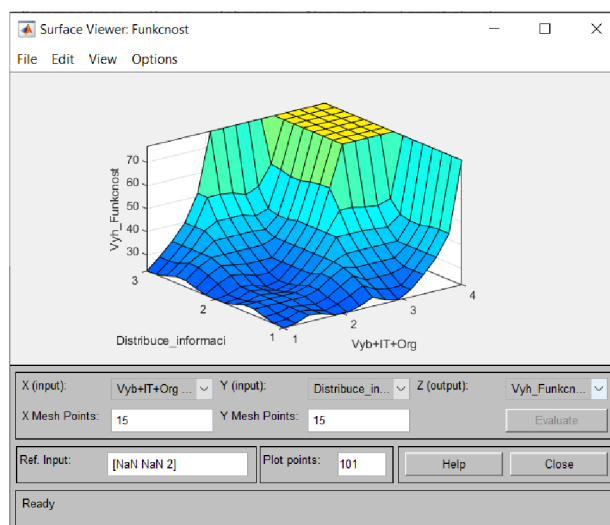 Surface Viewer: Funkcnost
File Edit View Options
70
60
50
40
30
Vyh_Funkcnost
3
2
1
Distribuce_informaci
1
2
3
4
Vyb+IT+Org
X (input): Vyb+IT+Org ... Y (input): Distribuce_in... Z (output): Vyh_Funkcn...
X Mesh Points: 15 Y Mesh Points: 15 Evaluate
Ref. Input: [NaN NaN 2] Plot points: 101 Help Close
Ready